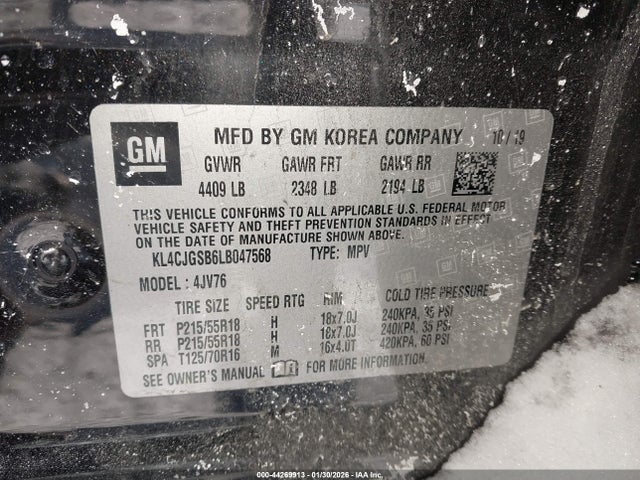 GM
MFD BY GM KOREA COMPANY 10/19
GVWR GAWR FRT GAWR RR
4409 LB 2348 LB 2194 LB
THIS VEHICLE CONFORMS TO ALL APPLICABLE U.S. FEDERAL MOTOR
VEHICLE SAFETY AND THEFT PREVENTION STANDARDS IN EFFECT
ON THE DATE OF MANUFACTURE SHOWN ABOVE.
KL4CJGSB6LB047568 TYPE: MPV
MODEL: 4JV76
TIRE SIZE SPEED RTG RIM COLD TIRE PRESSURE
FRT P215/55R18 H 18x7.0J 240KPA, 35 PSI
RR P215/55R18 H 18x7.0J 240KPA, 35 PSI
SPA T125/70R16 M 16x4.0T 420KPA, 60 PSI
SEE OWNER'S MANUAL FOR MORE INFORMATION.
000-44269913 - 01/30/2026 - IAA Inc.